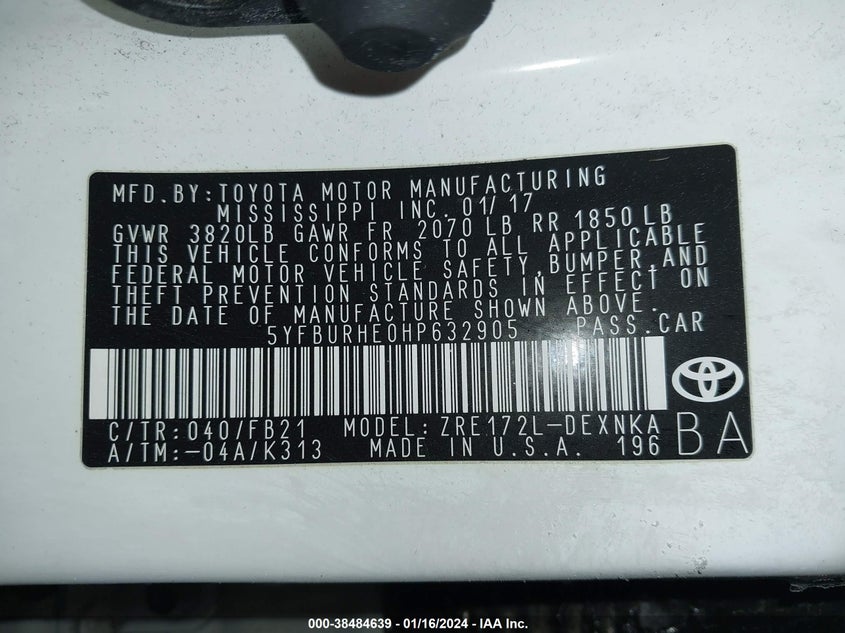 MFD.BY:TOYOTA MOTOR MANUFACTURING
MISSISSIPPI INC. 01/17
GVWR 3820LB GAWR FR 2070 LB RR 1850 LB
THIS VEHICLE CONFORMS TO ALL APPLICABLE
FEDERAL MOTOR VEHICLE SAFETY,BUMPER,AND
THEFT PREVENTION STANDARDS IN EFFECT ON
THE DATE OF MANUFACTURE SHOWN ABOVE.
5YFBURHE0HP632905 PASS.CAR
C/TR:040/FB21 MODEL: ZRE172L-DEXNKA
A/TM:-04A/K313 MADE IN U.S.A. 196 BA
000-38484639 - 01/16/2024 - IAA Inc.